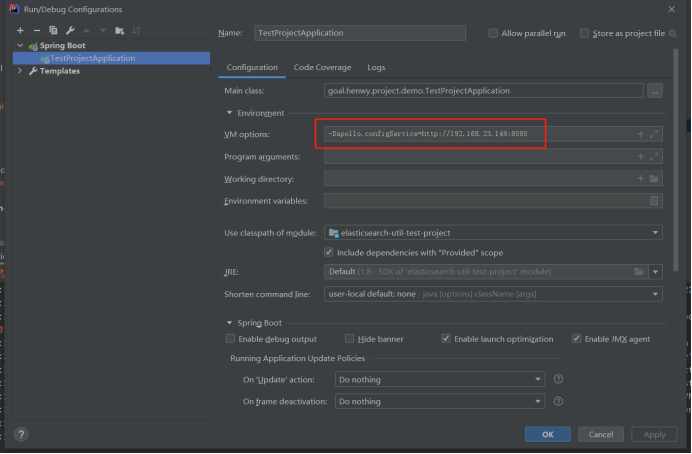 Run/Debug Configurations
Name: TestProjectApplication
Allow parallel run
Store as project file
Spring Boot
TestProjectApplication
Templates
Configuration Code Coverage Logs
Main class: goal.henwy.project.demo.TestProjectApplication ...
Environment
VM options: -Dapollo.configService=http://192.168.23.149:8080
Program arguments:
Working directory:
Environment variables:
Use classpath of module: elasticsearch-util-test-project
Include dependencies with "Provided" scope
JRE: Default (1.8 - SDK of 'elasticsearch-util-test-project' module)
Shorten command line: user-local default: none - java [options] className [args]
Spring Boot
Enable debug output Hide banner Enable launch optimization Enable JMX agent
Running Application Update Policies
On 'Update' action: Do nothing
On frame deactivation: Do nothing
? OK Cancel Apply